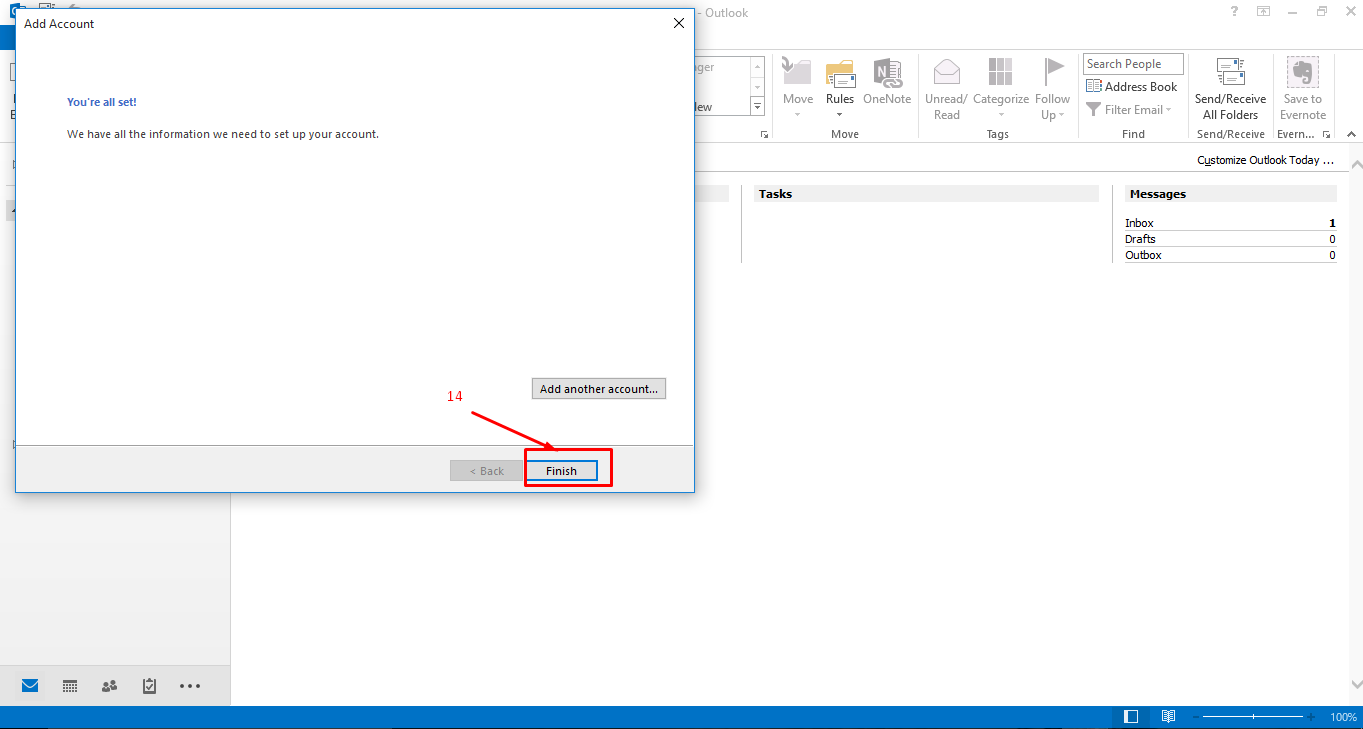 - Outlook
?
Add Account
You're all set!
We have all the information we need to set up your account.
14
Add another account...
< Back
Finish
Move
Rules
OneNote
Move
Unread/
Read
Categorize
Follow
Up
Tags
Search People
Address Book
Filter Email
Find
Send/Receive
All Folders
Send/Receive
Save to
Evernote
Evern...
Customize Outlook Today ...
Tasks
Messages
Inbox 1
Drafts 0
Outbox 0
100%